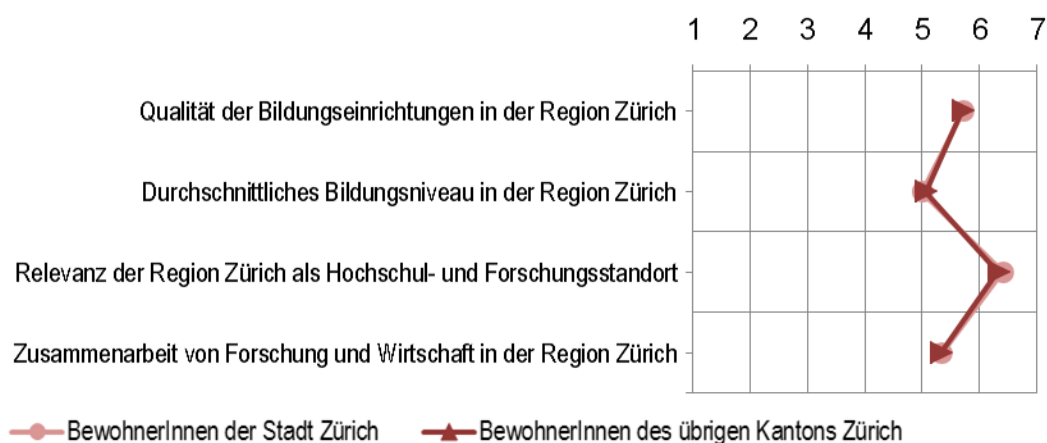 1 2 3 4 5 6 7
Qualität der Bildungseinrichtungen in der Region Zürich
Durchschnittliches Bildungsniveau in der Region Zürich
Relevanz der Region Zürich als Hochschul- und Forschungsstandort
Zusammenarbeit von Forschung und Wirtschaft in der Region Zürich
BewohnerInnen der Stadt Zürich BewohnerInnen des übrigen Kantons Zürich